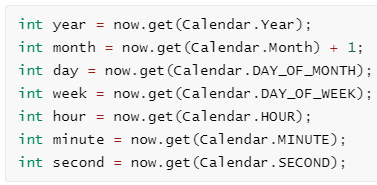 int year = now.get(Calendar.Year);
int month = now.get(Calendar.Month) + 1;
int day = now.get(Calendar.DAY_OF_MONTH);
int week = now.get(Calendar.DAY_OF_WEEK);
int hour = now.get(Calendar.HOUR);
int minute = now.get(Calendar.MINUTE);
int second = now.get(Calendar.SECOND);